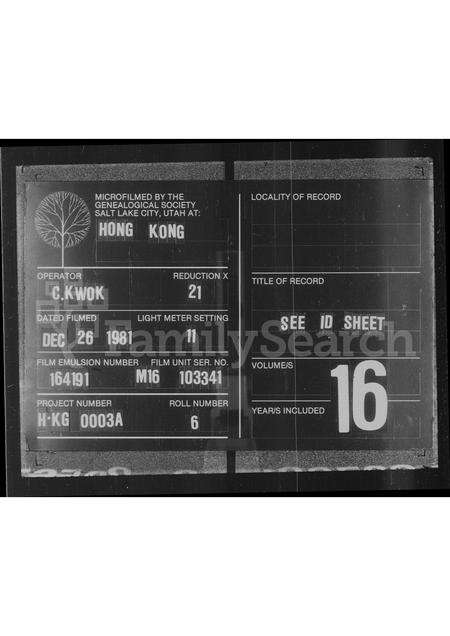 MICROFILMED BY THE
GENEALOGICAL SOCIETY
SALT LAKE CITY, UTAH AT:
HONG KONG
OPERATOR REDUCTION X
C.KWOK 21
DATED FILMED LIGHT METER SETTING
DEC 26 1981 11
FILM EMULSION NUMBER FILM UNIT SER. NO.
164191 M16 103341
PROJECT NUMBER ROLL NUMBER
H-KG 0003A 6
LOCALITY OF RECORD
TITLE OF RECORD
SEE ID SHEET
VOLUME/S
16
YEAR/S INCLUDED
FamilySearch